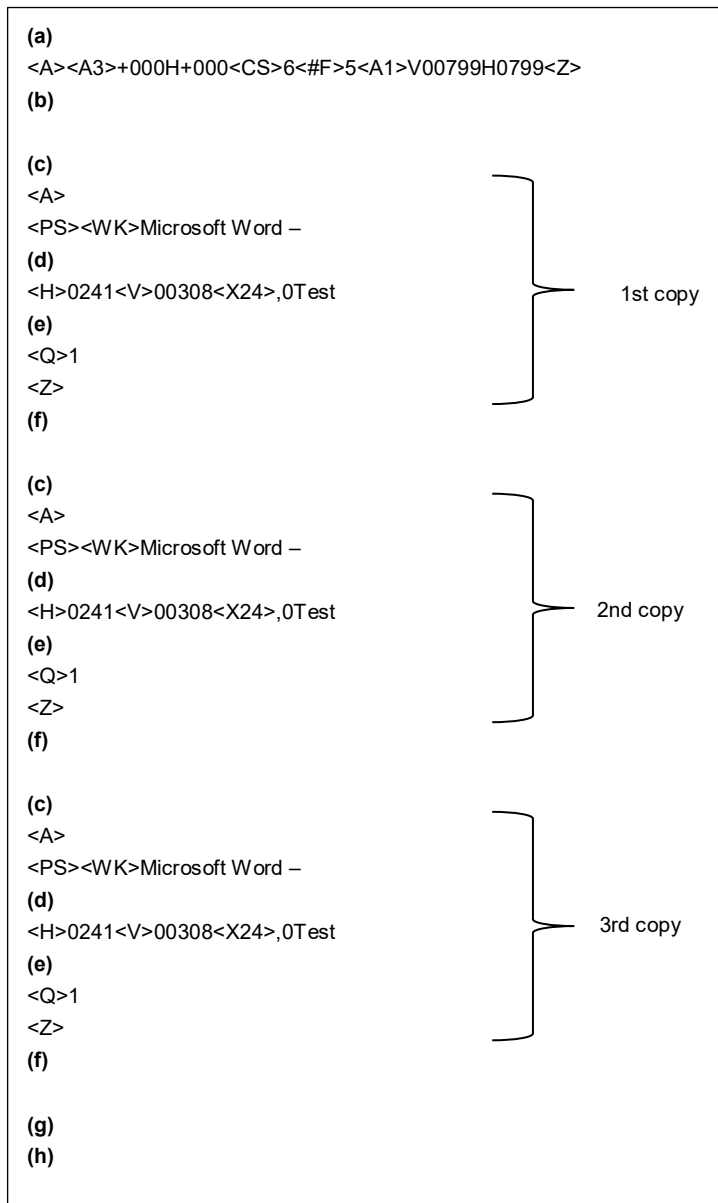 (a)
<A><A3>+000H+000<CS>6<#F>5<A1>V00799H0799<Z>
(b)
(c)
<A>
<PS><WK>Microsoft Word –
(d)
<H>0241<V>00308<X24>,0Test
(e)
<Q>1
<Z>
(f)
1st copy
(c)
<A>
<PS><WK>Microsoft Word –
(d)
<H>0241<V>00308<X24>,0Test
(e)
<Q>1
<Z>
(f)
2nd copy
(c)
<A>
<PS><WK>Microsoft Word –
(d)
<H>0241<V>00308<X24>,0Test
(e)
<Q>1
<Z>
(f)
3rd copy
(g)
(h)